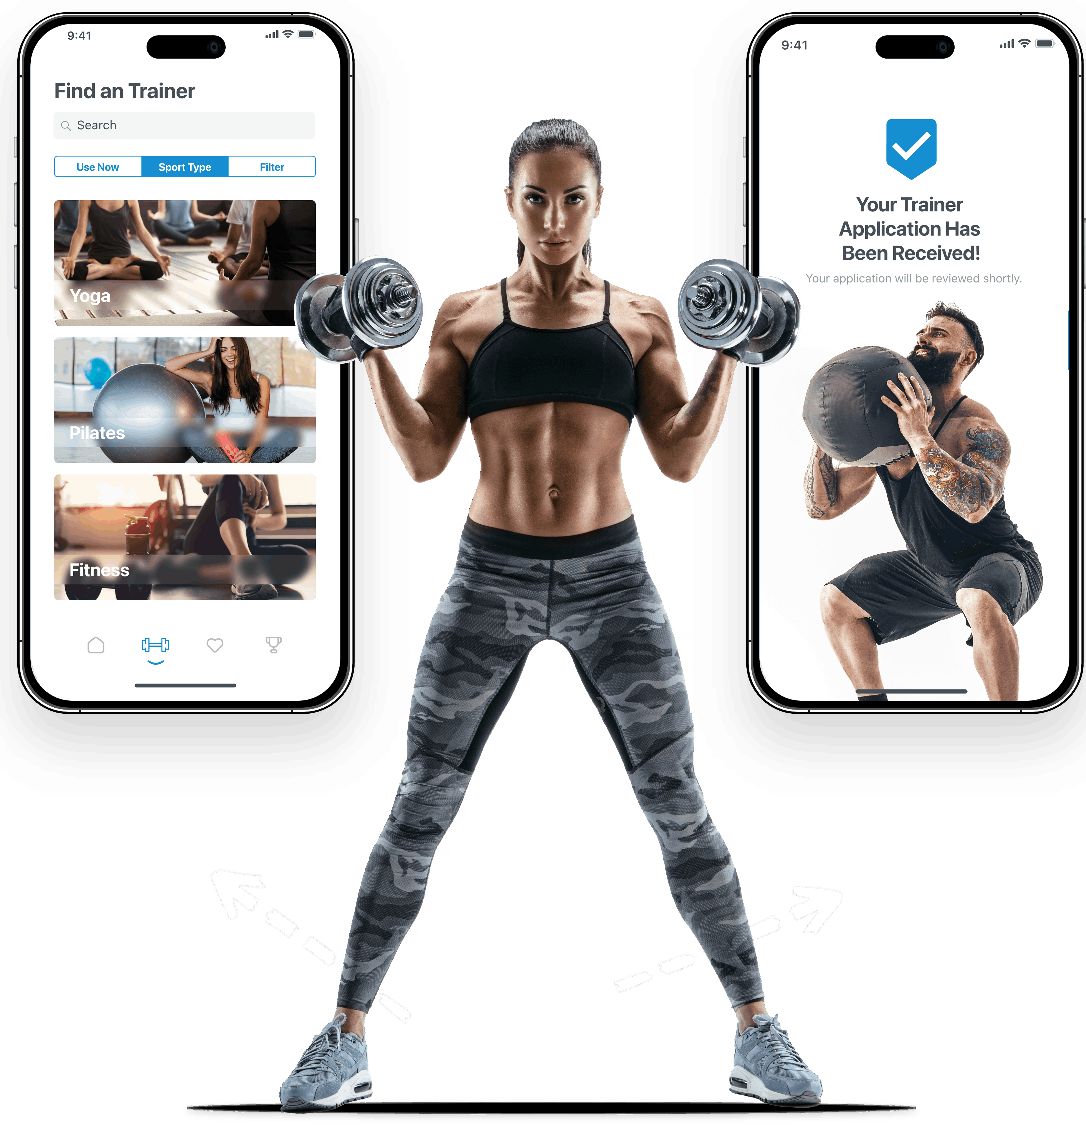 9:41
Find an Trainer
Search
Use Now
Sport Type
Filter
Yoga
Pilates
Fitness
9:41
Your Trainer
Application Has
Been Received!
Your application will be reviewed shortly.